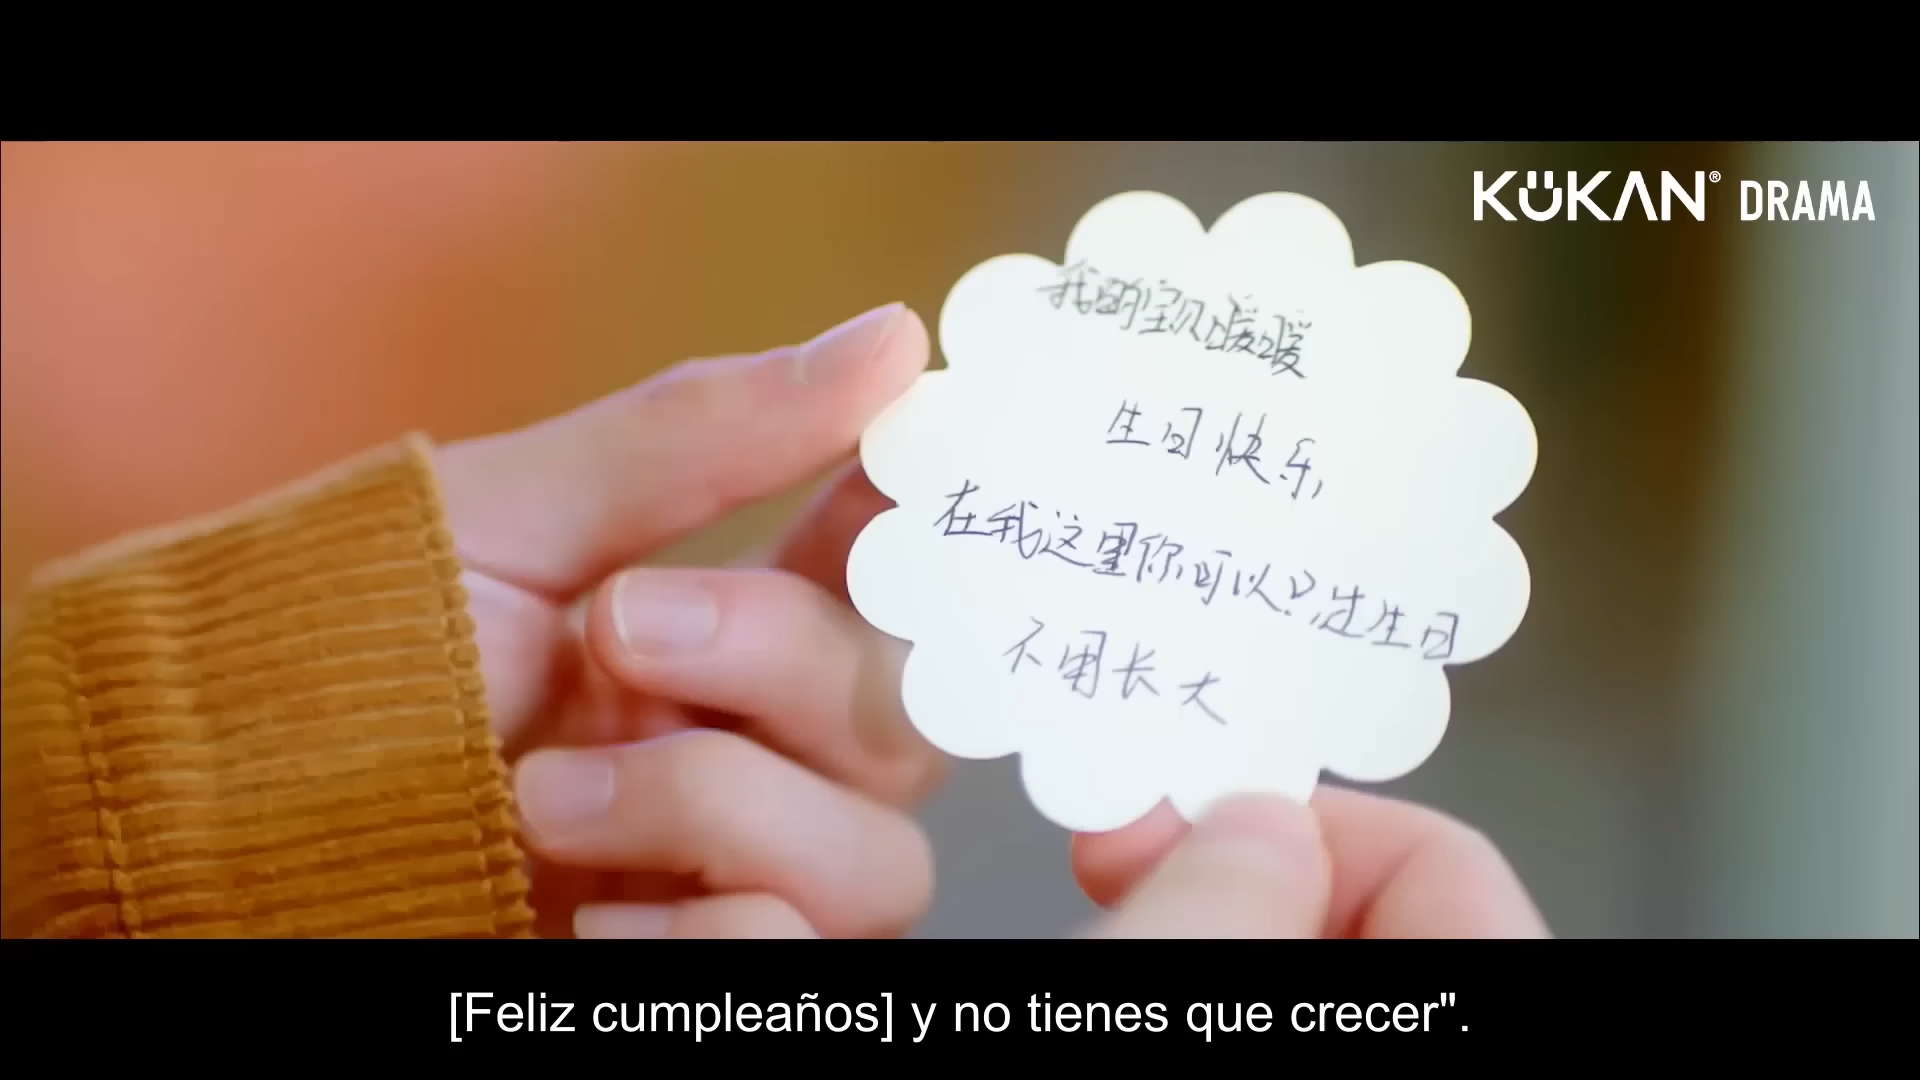 KÜKAN® DRAMA
我的宝贝暖暖
生日快乐,
在我这里你可以只过生日
不用长大
[Feliz cumpleaños] y no tienes que crecer".